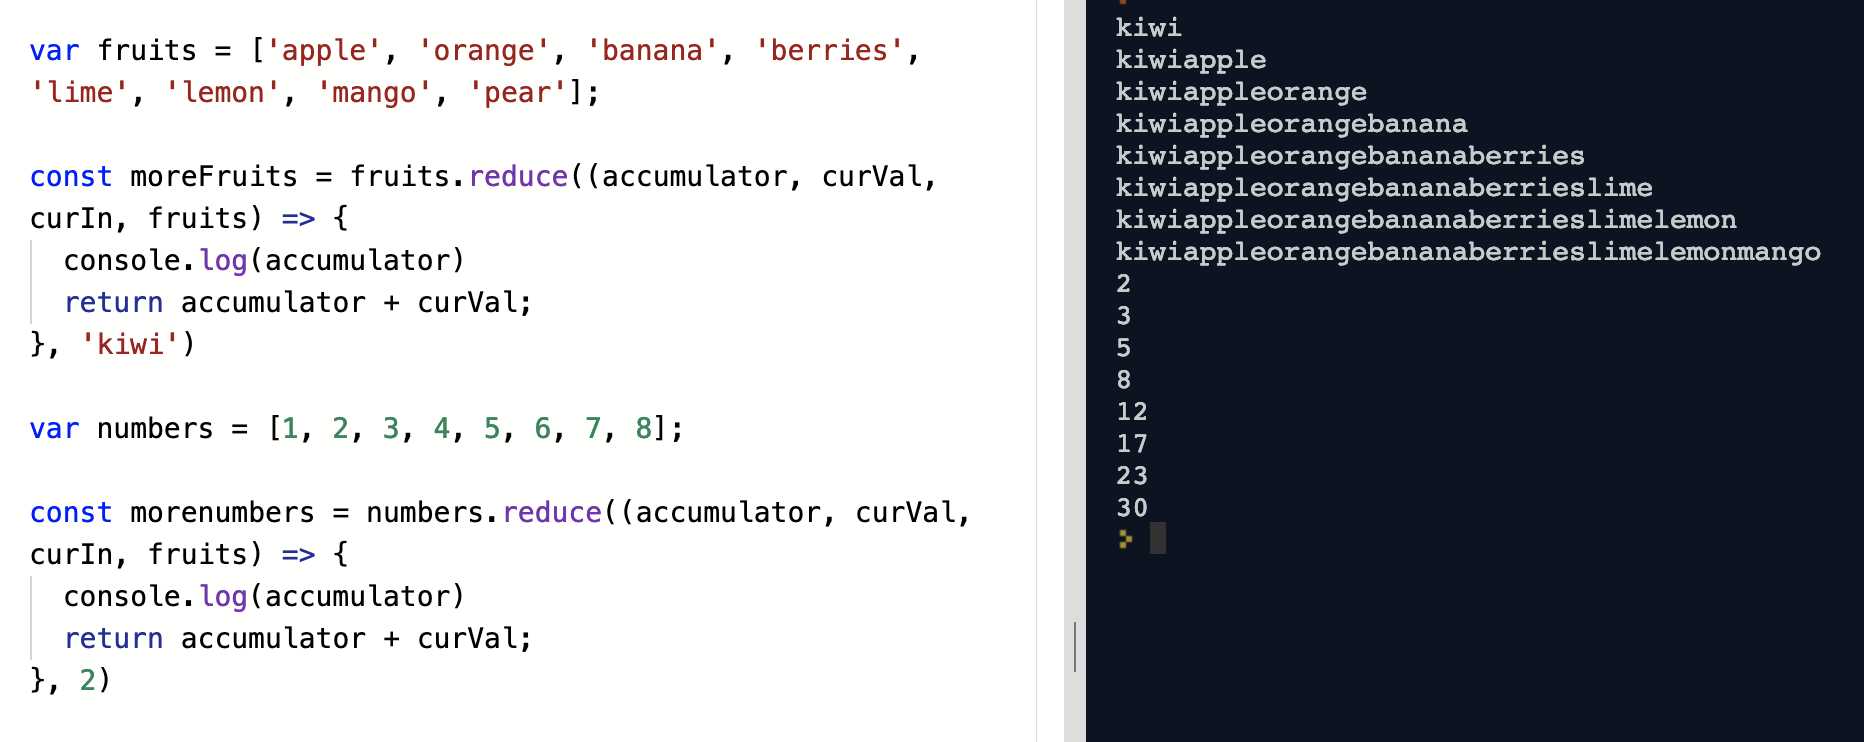 var fruits = ['apple', 'orange', 'banana', 'berries',
'lime', 'lemon', 'mango', 'pear'];
const moreFruits = fruits.reduce((accumulator, curVal,
curIn, fruits) => {
console.log(accumulator)
return accumulator + curVal;
}, 'kiwi')
var numbers = [1, 2, 3, 4, 5, 6, 7, 8];
const morenumbers = numbers.reduce((accumulator, curVal,
curIn, fruits) => {
console.log(accumulator)
return accumulator + curVal;
}, 2)
kiwi
kiwiapple
kiwiappleorange
kiwiappleorangebanana
kiwiappleorangebananaberries
kiwiappleorangebananaberrieslime
kiwiappleorangebananaberrieslimelemon
kiwiappleorangebananaberrieslimelemonmango
2
3
5
8
12
17
23
30
>